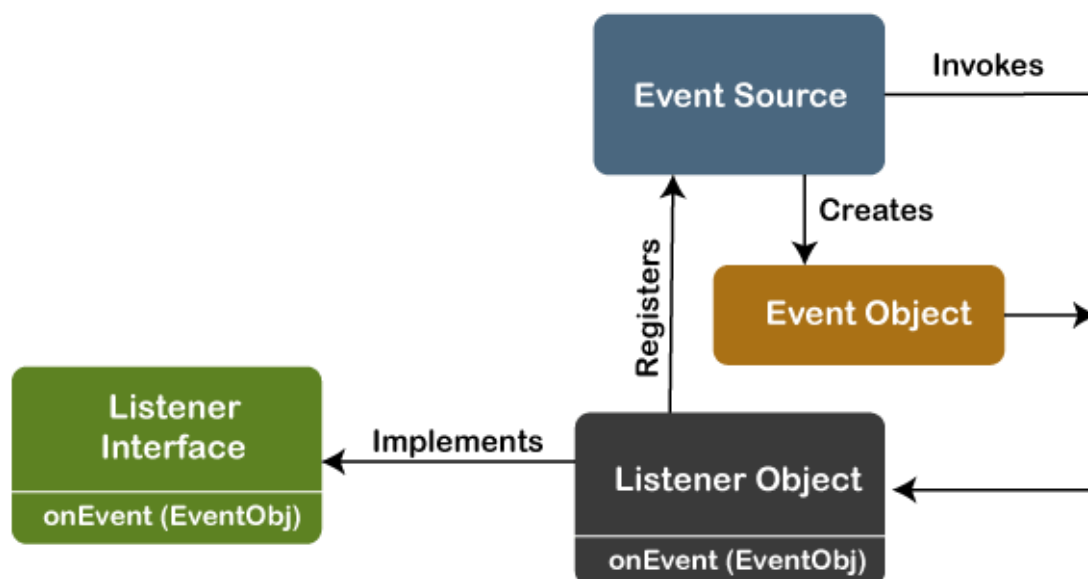 Event Source
Invokes
Creates
Registers
Event Object
Listener
Interface
onEvent (EventObj)
Implements
Listener Object
onEvent (EventObj)